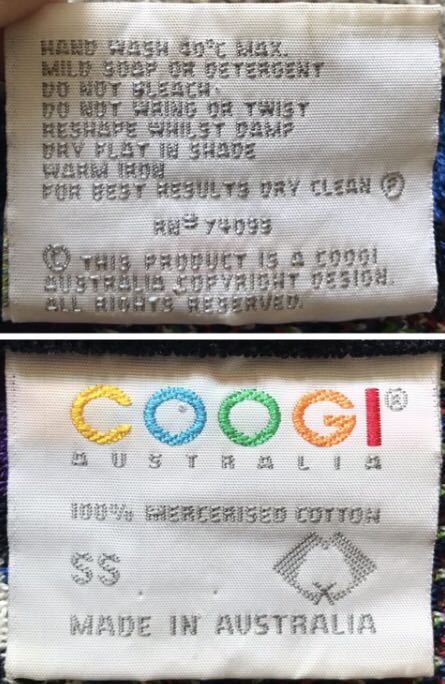 HAND WASH 40°C MAX.
MILD SOAP OR DETERGENT
DO NOT BLEACH.
DO NOT WRING OR TWIST
RESHAPE WHILST DAMP
DRY FLAT IN SHADE
WARM IRON
FOR BEST RESULTS DRY CLEAN Ⓟ
RNº 74099
© THIS PRODUCT IS A COOGI
AUSTRALIA COPYRIGHT DESIGN.
ALL RIGHTS RESERVED.
COOGI®
AUSTRALIA
100% MERCERISED COTTON
SS
MADE IN AUSTRALIA